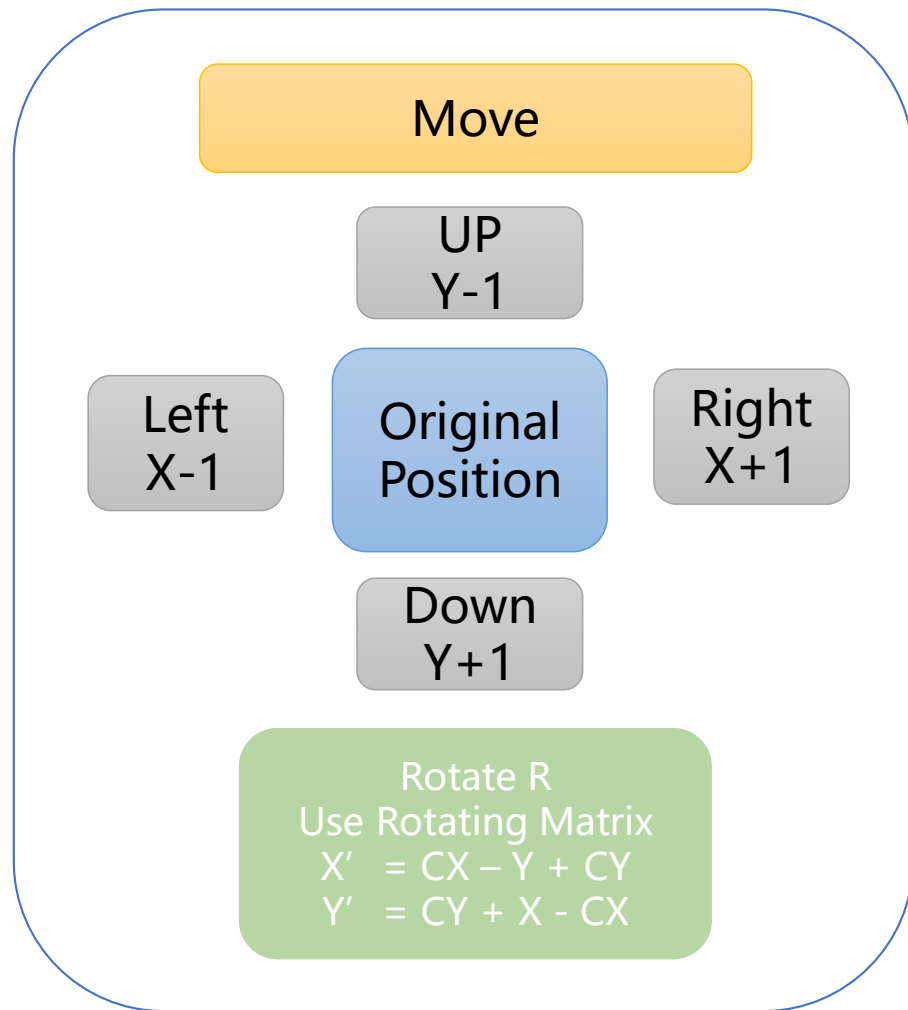 Move
UP
Y-1
Left
X-1
Original
Position
Right
X+1
Down
Y+1
Rotate R
Use Rotating Matrix
X’ = CX – Y + CY
Y’ = CY + X - CX